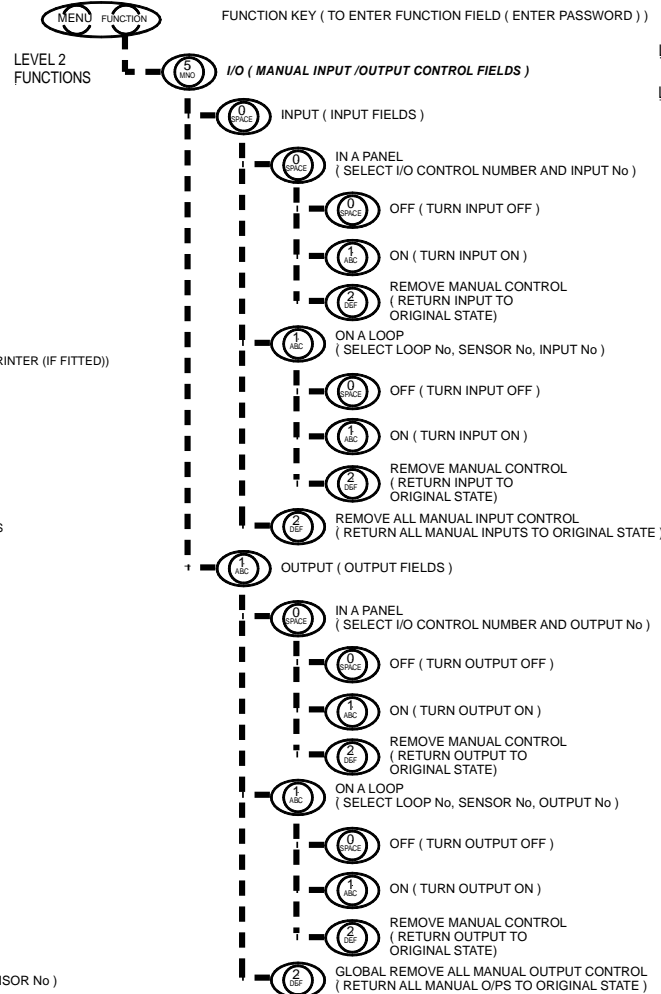 MENU FUNCTION
FUNCTION KEY ( TO ENTER FUNCTION FIELD ( ENTER PASSWORD ) )
LEVEL 2
FUNCTIONS
5
MNO
I/O ( MANUAL INPUT /OUTPUT CONTROL FIELDS )
0
SPACE
INPUT ( INPUT FIELDS )
0
SPACE
IN A PANEL
( SELECT I/O CONTROL NUMBER AND INPUT No )
0
SPACE
OFF ( TURN INPUT OFF )
1
ABC
ON ( TURN INPUT ON )
2
DEF
REMOVE MANUAL CONTROL
( RETURN INPUT TO
ORIGINAL STATE)
1
ABC
ON A LOOP
( SELECT LOOP No, SENSOR No, INPUT No )
RINTER (IF FITTED))
0
SPACE
OFF ( TURN INPUT OFF )
1
ABC
ON ( TURN INPUT ON )
2
DEF
REMOVE MANUAL CONTROL
( RETURN INPUT TO
ORIGINAL STATE)
S
2
DEF
REMOVE ALL MANUAL INPUT CONTROL
( RETURN ALL MANUAL INPUTS TO ORIGINAL STATE )
1
ABC
OUTPUT ( OUTPUT FIELDS )
0
SPACE
IN A PANEL
( SELECT I/O CONTROL NUMBER AND OUTPUT No )
0
SPACE
OFF ( TURN OUTPUT OFF )
1
ABC
ON ( TURN OUTPUT ON )
2
DEF
REMOVE MANUAL CONTROL
( RETURN OUTPUT TO
ORIGINAL STATE)
1
ABC
ON A LOOP
( SELECT LOOP No, SENSOR No, OUTPUT No )
0
SPACE
OFF ( TURN OUTPUT OFF )
1
ABC
ON ( TURN OUTPUT ON )
2
DEF
REMOVE MANUAL CONTROL
( RETURN OUTPUT TO
ORIGINAL STATE)
2
DEF
GLOBAL REMOVE ALL MANUAL OUTPUT CONTROL
( RETURN ALL MANUAL O/PS TO ORIGINAL STATE )
ISOR No )